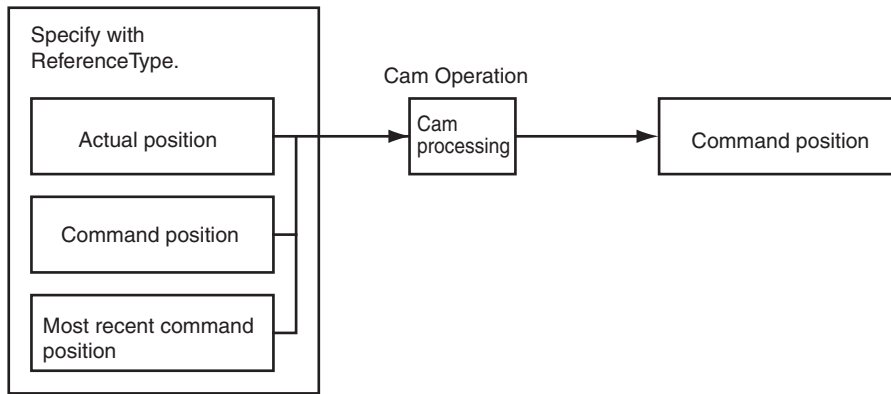 Specify with
ReferenceType.
Actual position
Command position
Most recent command
position
Cam Operation
Cam
processing
Command position